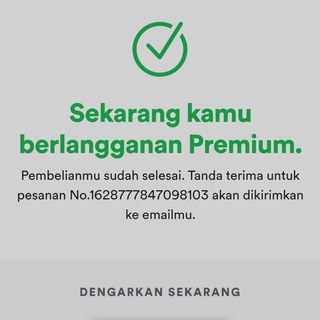 Sekarang kamu
berlangganan Premium.
Pembelianmu sudah selesai. Tanda terima untuk
pesanan No.1628777847098103 akan dikirimkan
ke emailmu.
DENGARKAN SEKARANG